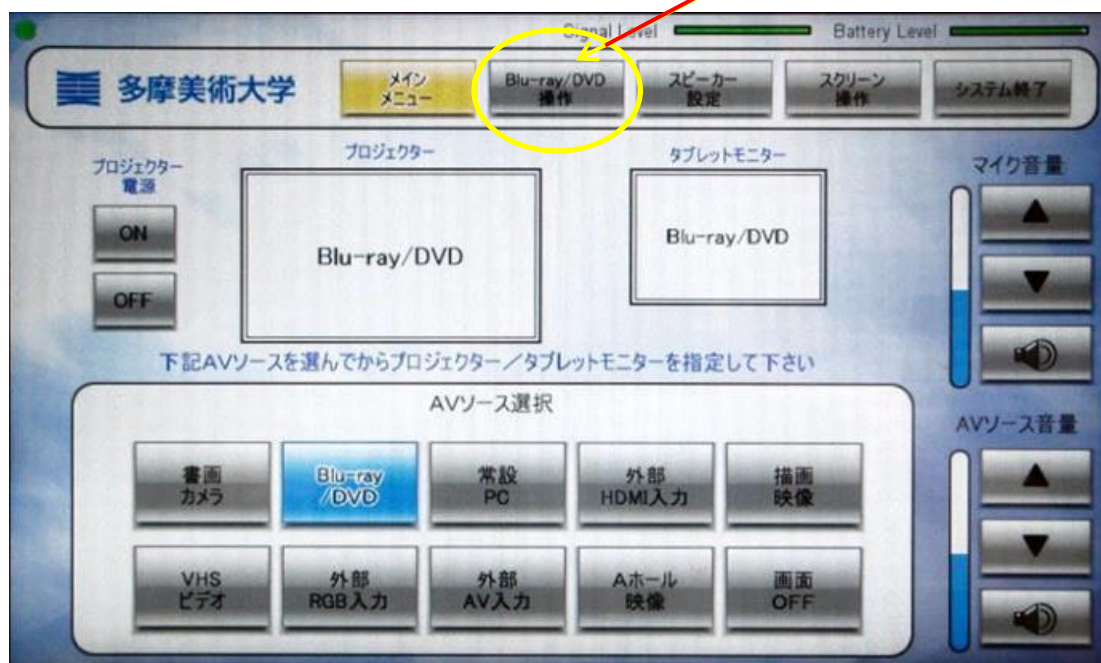 Signal Level
Battery Level
多摩美術大学
メイン
メニュー
Blu-ray/DVD
操作
スピーカー
設定
スクリーン
操作
システム終了
プロジェクター
電源
ON
OFF
プロジェクター
Blu-ray/DVD
タブレットモニター
Blu-ray/DVD
マイク音量
下記AVソースを選んでからプロジェクター/タブレットモニターを指定して下さい
AVソース選択
書画
カメラ
Blu-ray
/DVD
常設
PC
外部
HDMI入力
描画
映像
VHS
ビデオ
外部
RGB入力
外部
AV入力
Aホール
映像
画面
OFF
AVソース音量